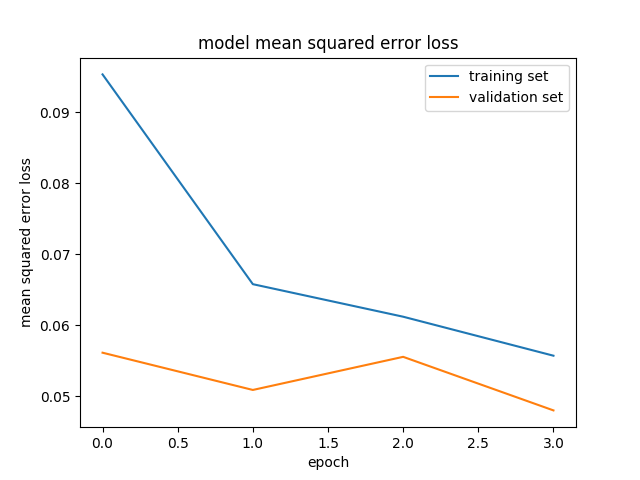 model mean squared error loss
training set
validation set
mean squared error loss
0.09
0.08
0.07
0.06
0.05
0.0 0.5 1.0 1.5 2.0 2.5 3.0
epoch